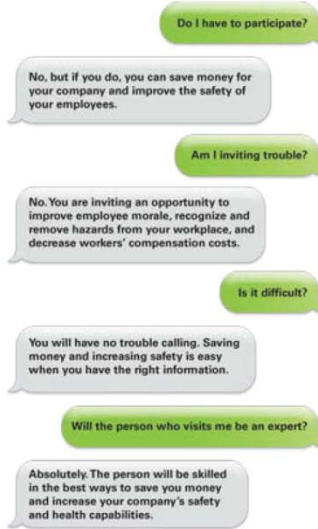 Do I have to participate?
No, but if you do, you can save money for
your company and improve the safety of
your employees.
Am I inviting trouble?
No. You are inviting an opportunity to
improve employee morale, recognize and
remove hazards from your workplace, and
decrease workers' compensation costs.
Is it difficult?
You will have no trouble calling. Saving
money and increasing safety is easy
when you have the right information.
Will the person who visits me be an expert?
Absolutely. The person will be skilled
in the best ways to save you money
and increase your company's safety
and health capabilities.